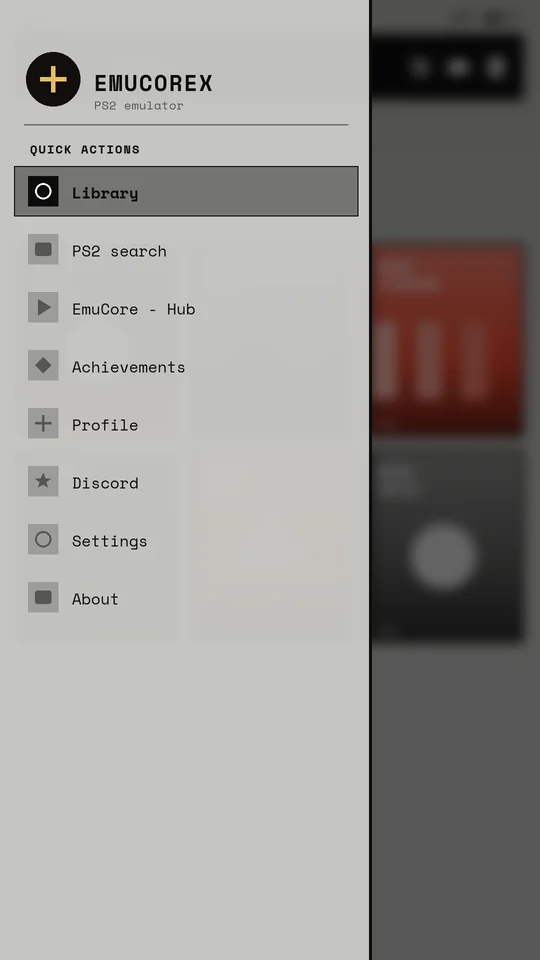 EMUCOREX
PS2 emulator
QUICK ACTIONS
Library
PS2 search
EmuCore - Hub
Achievements
Profile
Discord
Settings
About